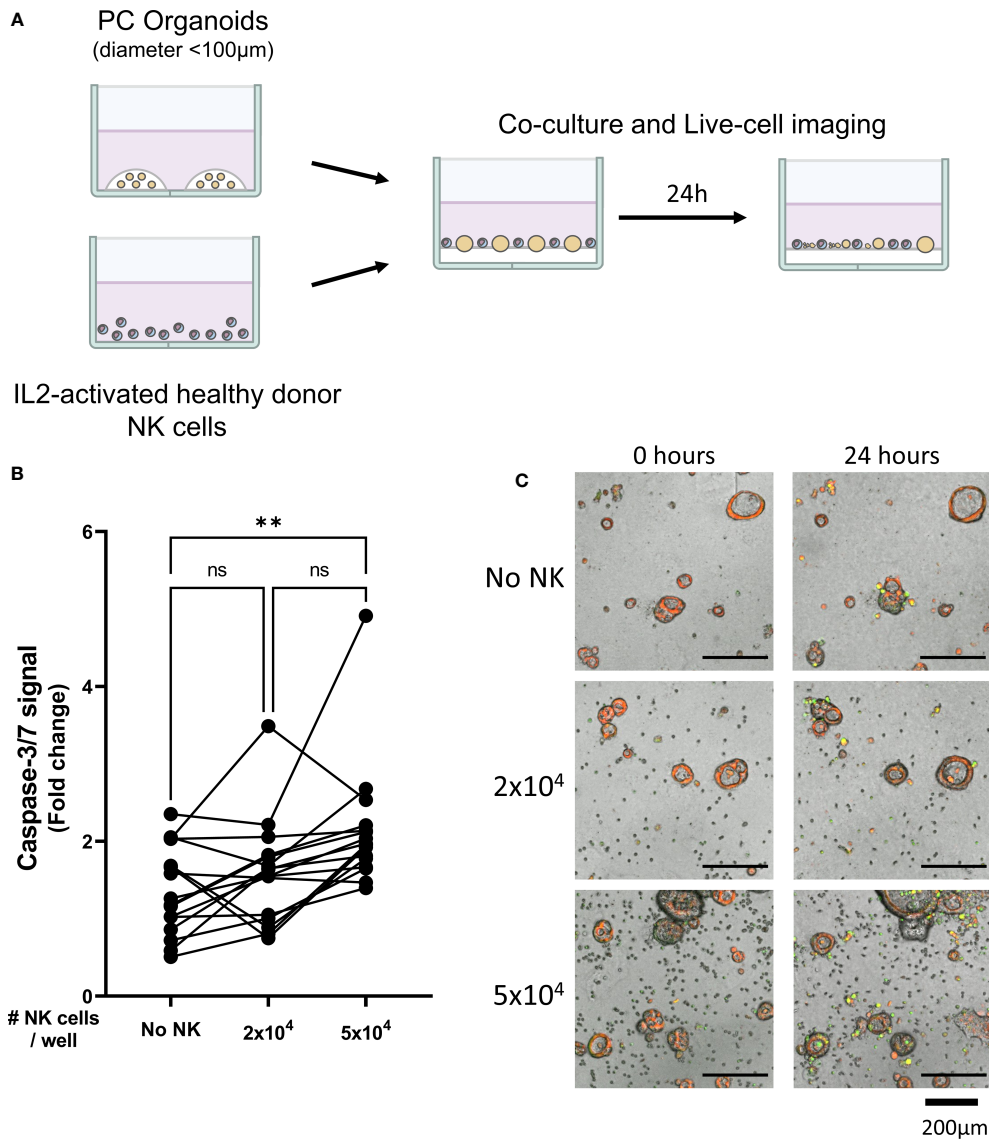 A
PC Organoids
(diameter <100µm)
Co-culture and Live-cell imaging
24h
IL2-activated healthy donor
NK cells
B
6
4
2
0
Caspase-3/7 signal
(Fold change)
**
ns
ns
# NK cells
/ well
No NK
2x10⁴
5x10⁴
C
0 hours
24 hours
No NK
2x10⁴
5x10⁴
200µm